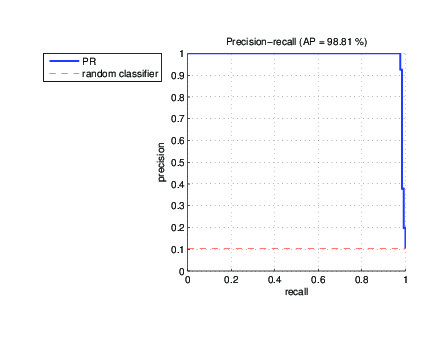 Precision−recall (AP = 98.81 %)
PR
random classifier
precision
1
0.9
0.8
0.7
0.6
0.5
0.4
0.3
0.2
0.1
0
0 0.2 0.4 0.6 0.8 1
recall